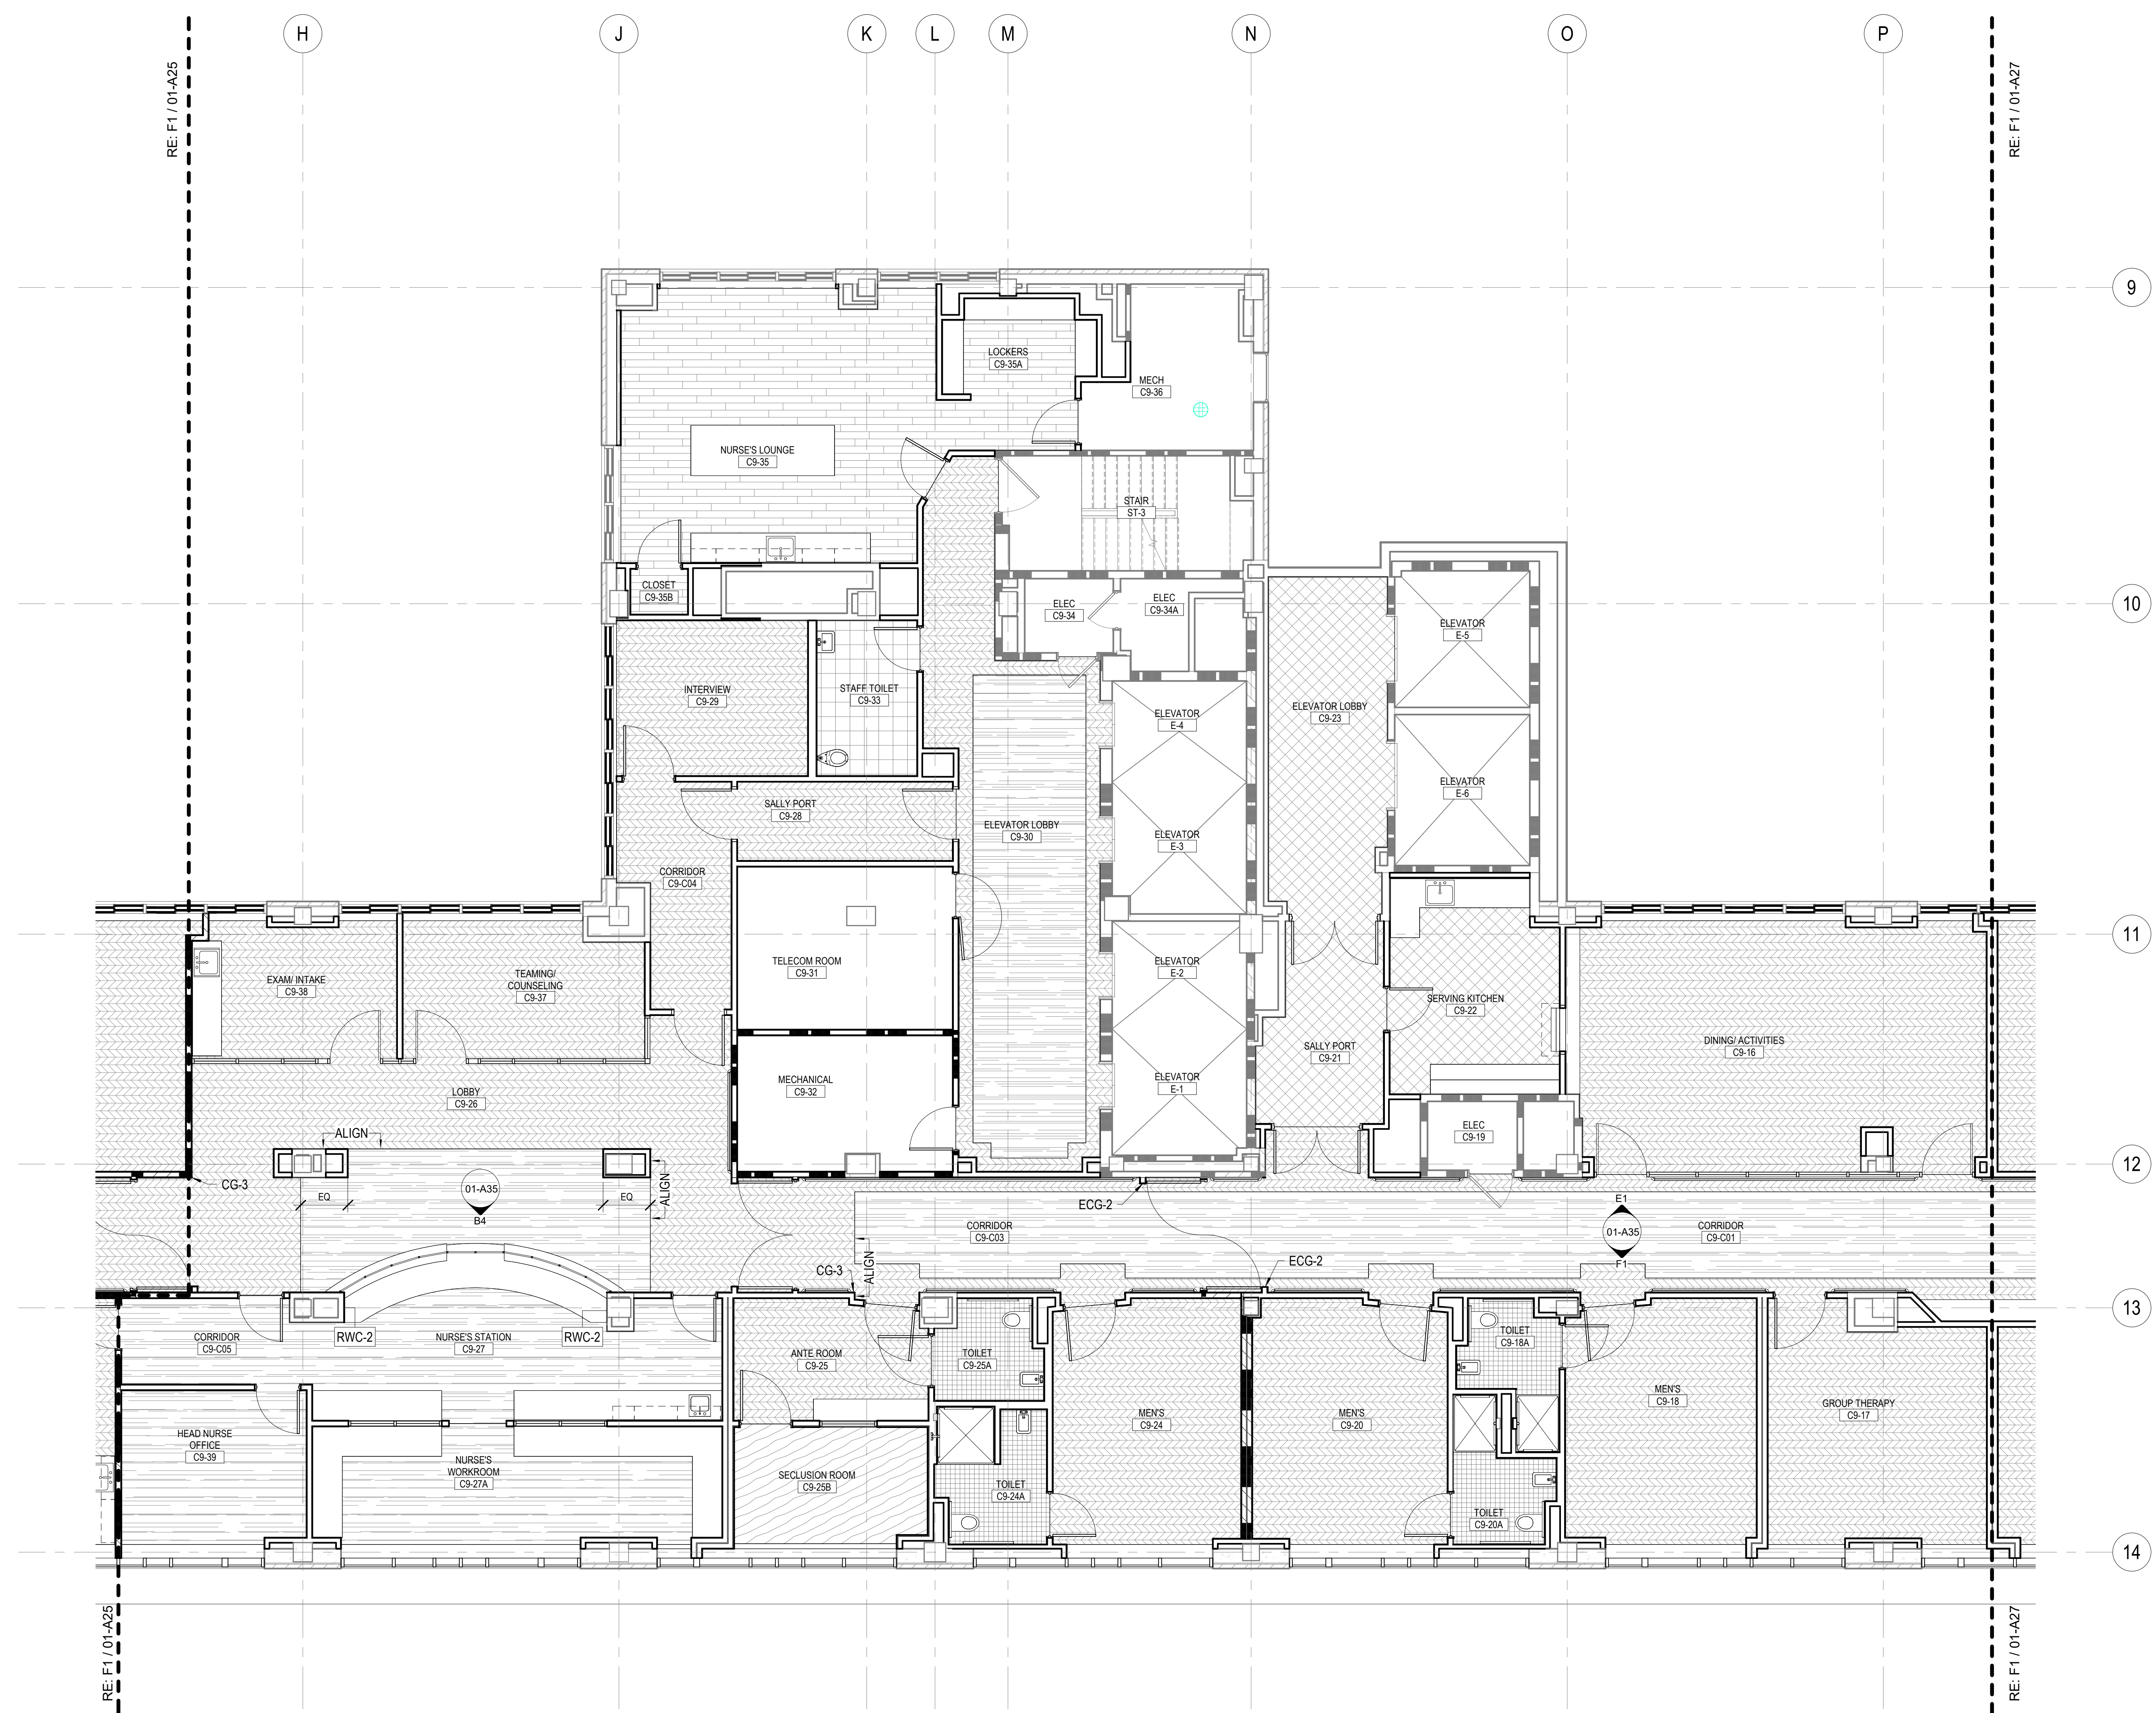 H
J
K
L
M
N
O
P
RE: F1 / 01-A25
RE: F1 / 01-A27
9
LOCKERS
C9-35A
MECH
C9-36
NURSE'S LOUNGE
C9-35
STAIR
ST-3
CLOSET
C9-35B
ELEC
C9-34
ELEC
C9-34A
10
ELEVATOR
E-5
INTERVIEW
C9-29
STAFF TOILET
C9-33
ELEVATOR LOBBY
C9-23
ELEVATOR
E-4
ELEVATOR
E-6
SALLY PORT
C9-28
ELEVATOR LOBBY
C9-30
ELEVATOR
E-3
CORRIDOR
C9-C04
11
EXAM/ INTAKE
C9-38
TEAMING/
COUNSELING
C9-37
TELECOM ROOM
C9-31
ELEVATOR
E-2
SERVING KITCHEN
C9-22
DINING/ ACTIVITIES
C9-16
SALLY PORT
C9-21
LOBBY
C9-26
MECHANICAL
C9-32
ELEVATOR
E-1
ELEC
C9-19
ALIGN
12
CG-3
EQ
01-A35
B4
EQ
ALIGN
ECG-2
CORRIDOR
C9-C03
E1
01-A35
F1
CORRIDOR
C9-C01
CG-3
ALIGN
ECG-2
13
CORRIDOR
C9-C05
RWC-2
NURSE'S STATION
C9-27
RWC-2
ANTE ROOM
C9-25
TOILET
C9-25A
TOILET
C9-18A
MEN'S
C9-24
MEN'S
C9-20
MEN'S
C9-18
GROUP THERAPY
C9-17
HEAD NURSE
OFFICE
C9-39
NURSE'S
WORKROOM
C9-27A
SECLUSION ROOM
C9-25B
TOILET
C9-24A
TOILET
C9-20A
14
RE: F1 / 01-A25
RE: F1 / 01-A27